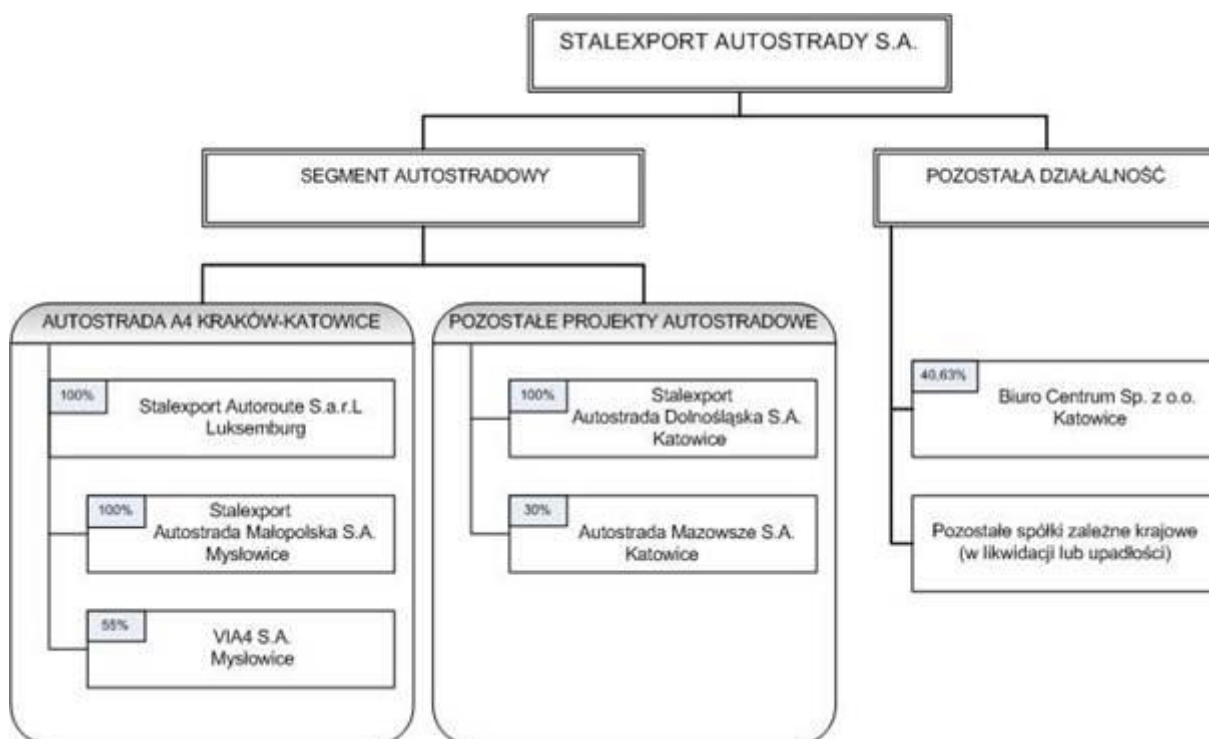 STALEXPORT AUTOSTRADY S.A.
SEGMENT AUTOSTRADOWY
POZOSTAŁA DZIAŁALNOŚĆ
AUTOSTRADA A4 KRAKÓW-KATOWICE
100%
Stalexport Autoroute S.a.r.L
Luksemburg
100%
Stalexport
Autostrada Małopolska S.A.
Mysłowice
55%
VIA4 S.A.
Mysłowice
POZOSTAŁE PROJEKTY AUTOSTRADOWE
100%
Stalexport
Autostrada Dolnośląska S.A.
Katowice
30%
Autostrada Mazowsze S.A.
Katowice
40,63%
Biuro Centrum Sp. z o.o.
Katowice
Pozostałe spółki zależne krajowe
(w likwidacji lub upadłości)